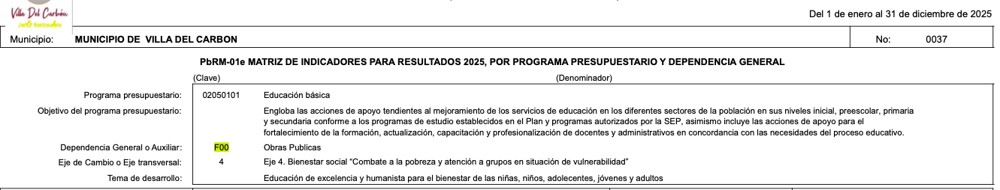 Villa Del Carbón
Del 1 de enero al 31 de diciembre de 2025
Municipio: MUNICIPIO DE VILLA DEL CARBON No: 0037
PbRM-01e MATRIZ DE INDICADORES PARA RESULTADOS 2025, POR PROGRAMA PRESUPUESTARIO Y DEPENDENCIA GENERAL
(Clave) (Denominador)
Programa presupuestario: 02050101 Educación básica
Objetivo del programa presupuestario: Engloba las acciones de apoyo tendientes al mejoramiento de los servicios de educación en los diferentes sectores de la población en sus niveles inicial, preescolar, primaria
y secundaria conforme a los programas de estudio establecidos en el Plan y programas autorizados por la SEP, asimismo incluye las acciones de apoyo para el
fortalecimiento de la formación, actualización, capacitación y profesionalización de docentes y administrativos en concordancia con las necesidades del proceso educativo.
Dependencia General o Auxiliar: F00 Obras Publicas
Eje de Cambio o Eje transversal: 4 Eje 4. Bienestar social “Combate a la pobreza y atención a grupos en situación de vulnerabilidad”
Tema de desarrollo: Educación de excelencia y humanista para el bienestar de las niñas, niños, adolecentes, jóvenes y adultos